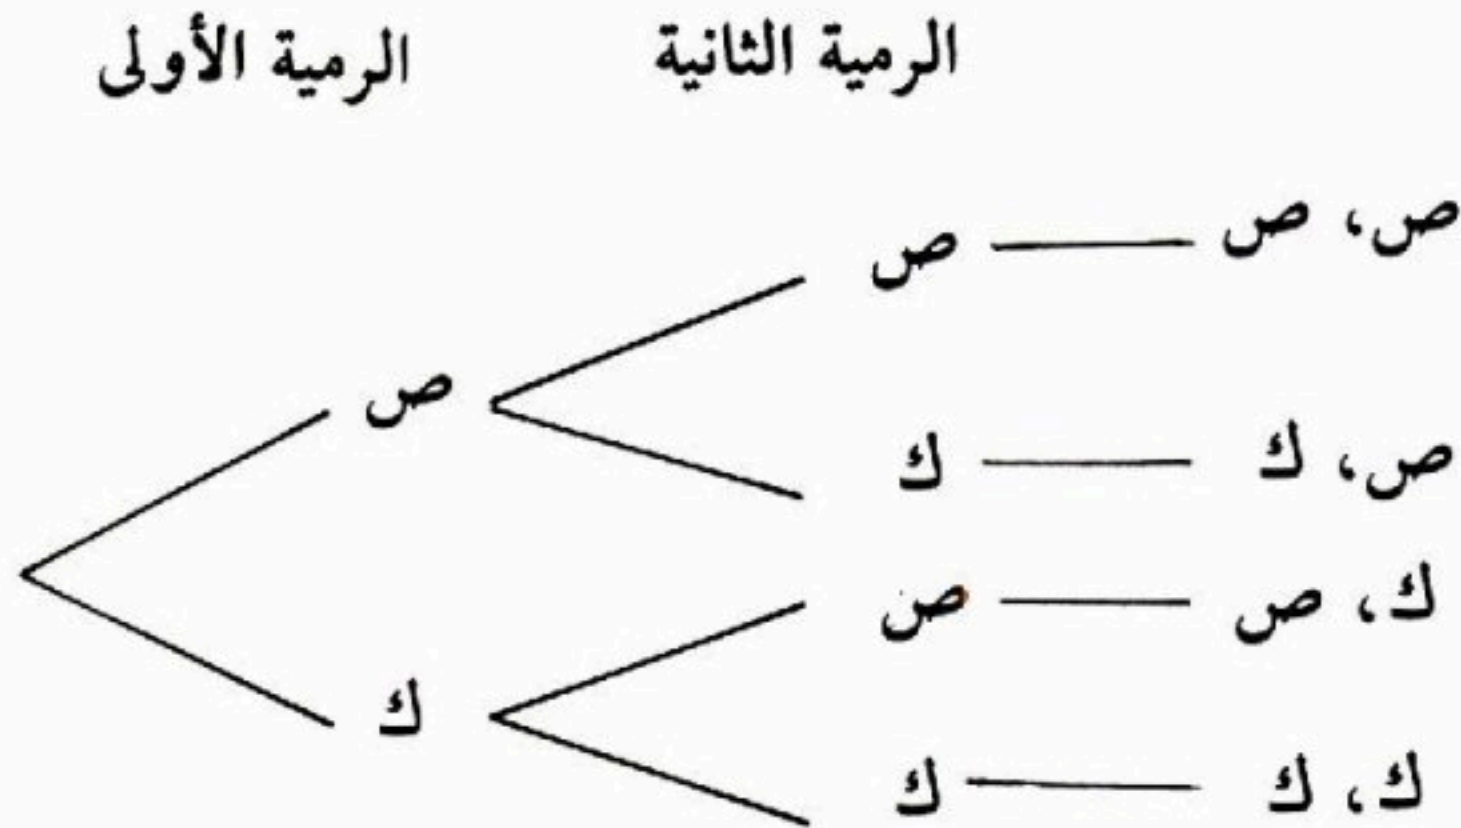 الرمية الأولى
الرمية الثانية
ص
ص، ص
ص
ك
ص، ك
ص
ك، ص
ك
ك
ك، ك